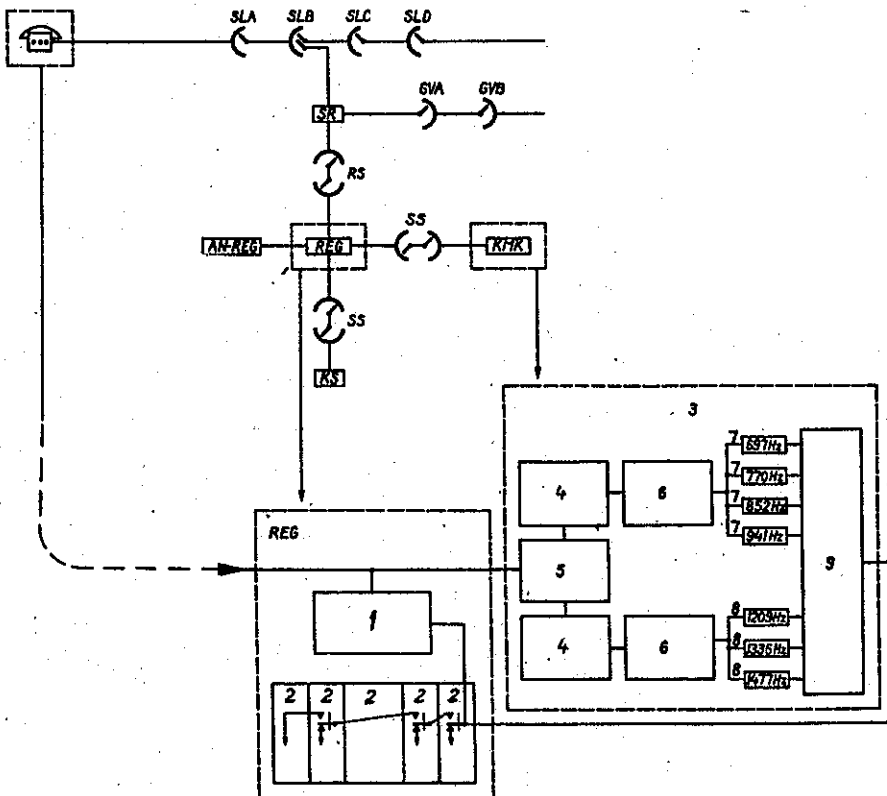 SLA SLB SLC SLD
GVA GVB
SR
RS
SS
AN-REG REG KMK
SS
KS
3
7 697Hz
4 6 7 770Hz
7 852Hz
7 941Hz
REG
5 9
1
8 1209Hz
4 6 8 1336Hz
8 1477Hz
2 2 2 2 2